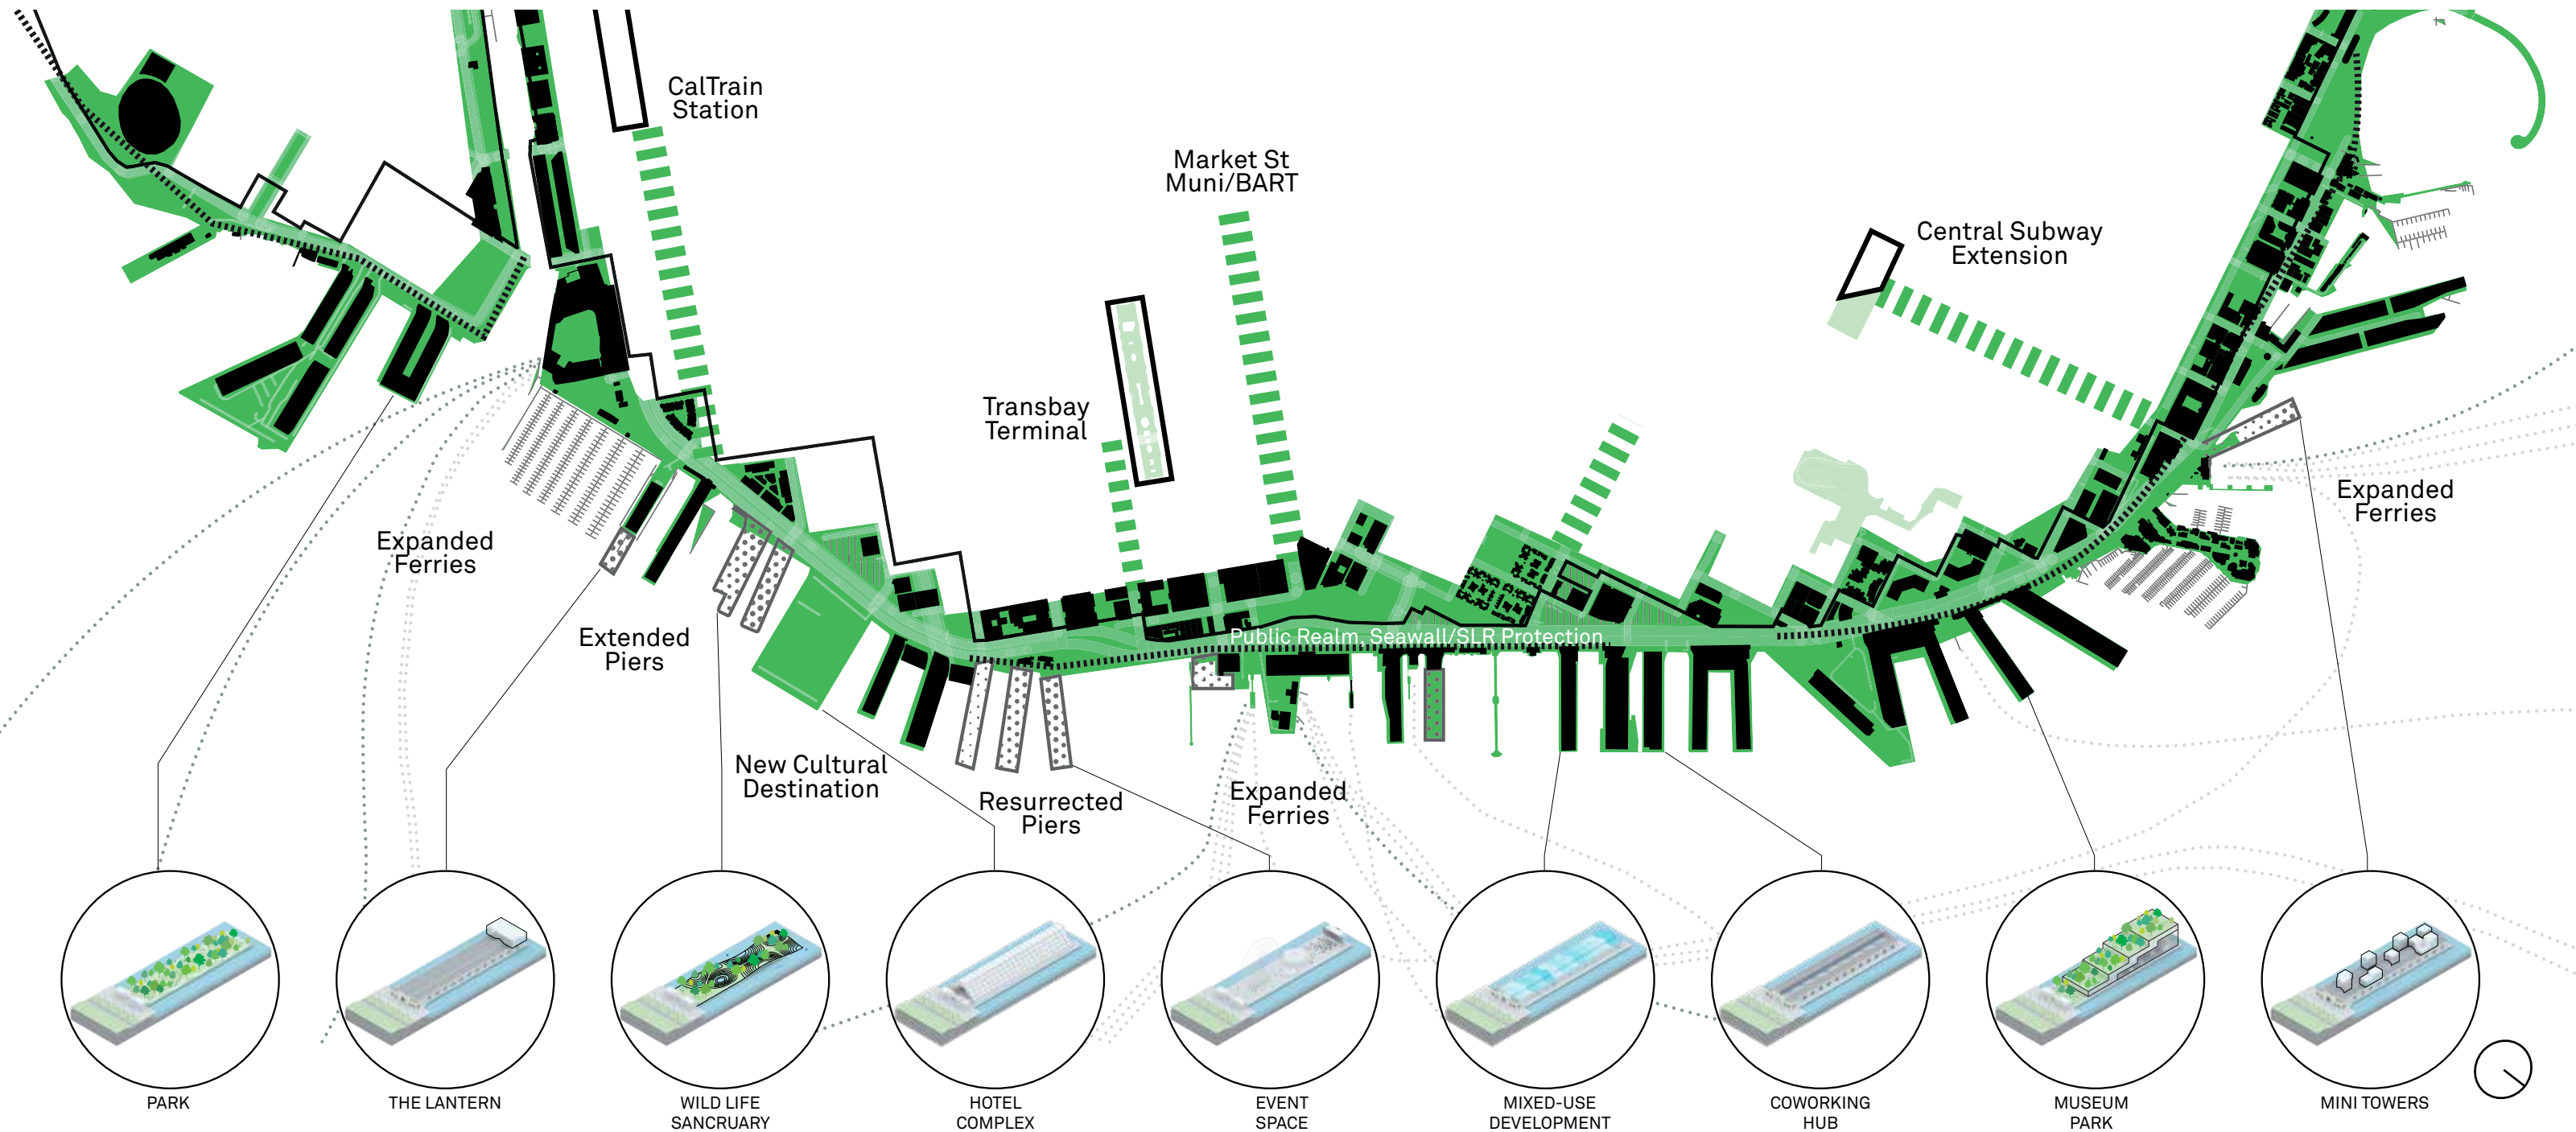 CalTrain
Station
Market St
Muni/BART
Central Subway
Extension
Transbay
Terminal
Expanded
Ferries
Expanded
Ferries
Extended
Piers
Public Realm, Seawall/SLR Protection
New Cultural
Destination
Resurrected
Piers
Expanded
Ferries
PARK
THE LANTERN
WILD LIFE
SANCRUARY
HOTEL
COMPLEX
EVENT
SPACE
MIXED-USE
DEVELOPMENT
COWORKING
HUB
MUSEUM
PARK
MINI TOWERS